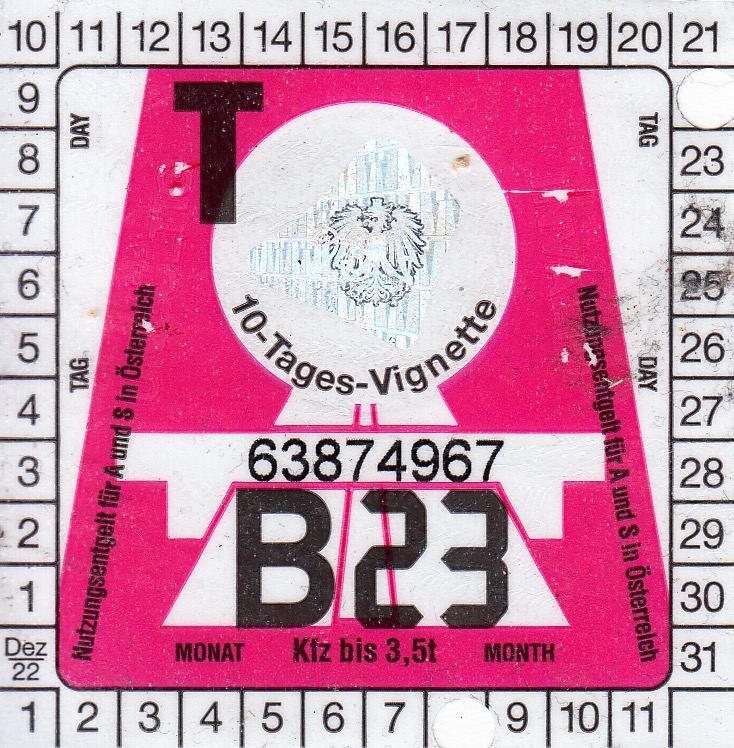 10 11 12 13 14 15 16 17 18 19 20 21
9
8
7
6
5
4
3
2
1
Dez
22
DAY
TAG
T
TAG
DAY
10-Tages-Vignette
Nutzungsentgelt für A und S in Österreich
Nutzungsentgelt für A und S in Österreich
63874967
B23
MONAT Kfz bis 3,5t MONTH
23
24
25
26
27
28
29
30
31
1 2 3 4 5 6 7 9 10 11